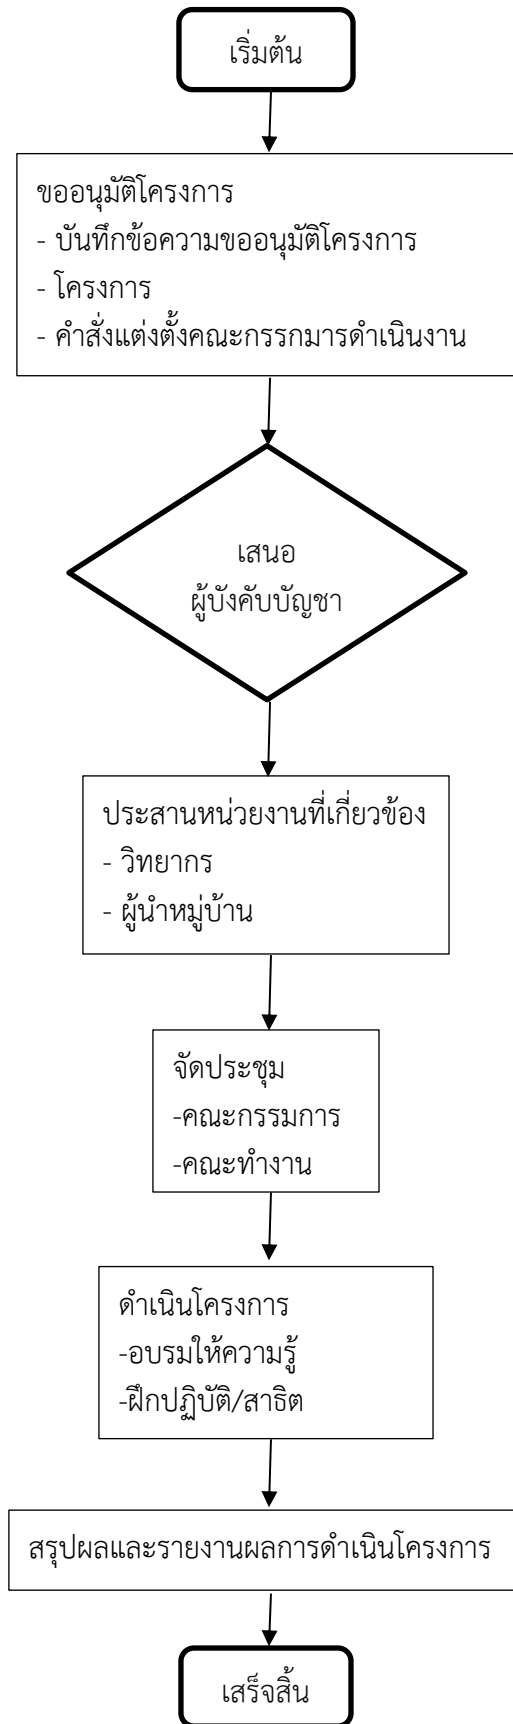 เริ่มต้น
ขออนุมัติโครงการ
- บันทึกข้อความขออนุมัติโครงการ
- โครงการ
- คำสั่งแต่งตั้งคณะกรรกมารดำเนินงาน
เสนอ
ผู้บังคับบัญชา
ประสานหน่วยงานที่เกี่ยวข้อง
- วิทยากร
- ผู้นำหมู่บ้าน
จัดประชุม
-คณะกรรมการ
-คณะทำงาน
ดำเนินโครงการ
-อบรมให้ความรู้
-ฝึกปฏิบัติ/สาธิต
สรุปผลและรายงานผลการดำเนินโครงการ
เสร็จสิ้น